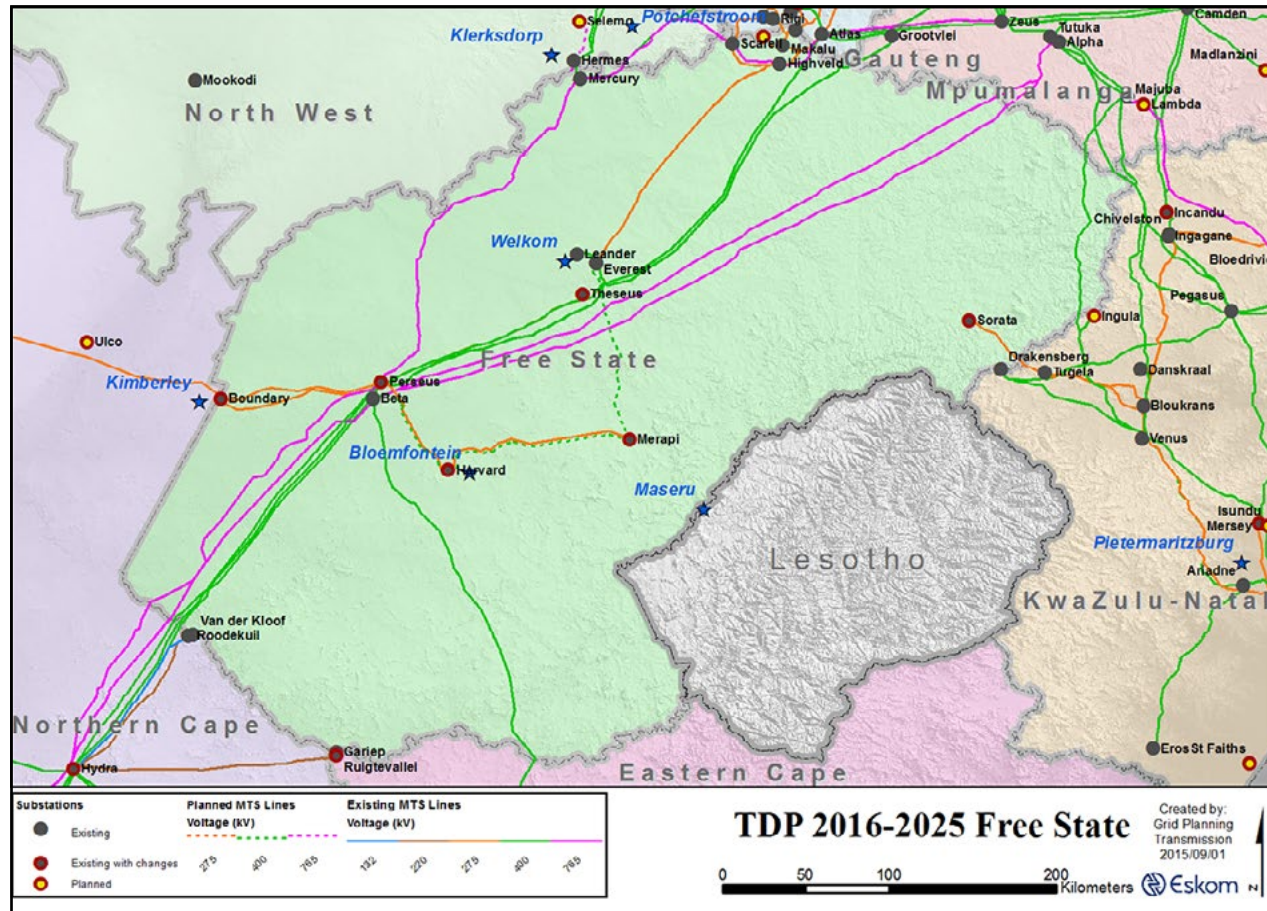 Selemo
Potchefstroom
Rigi
Zeus
Camden
Klerksdorp
Scafell
Makalu
Atlas
Grootvlei
Tutuka
Alpha
Hermes
Highveld
Gauteng
Madlanzini
Mookodi
Mercury
North West
Mpumalanga
Majuba
Lambda
Chivelston
Incandu
Ingagane
Welkom
Leander
Everest
Theseus
Pegasus
Sorata
Ingula
Ulco
Free State
Drakensberg
Tugela
Danskraal
Kimberley
Perseus
Boundary
Beta
Bloukrans
Venus
Bloemfontein
Merapi
Harvard
Maseru
Isundu
Mersey
Lesotho
Pietermaritzburg
Ariadne
KwaZulu-Natal
Van der Kloof
Roodekuil
Northern Cape
Gariep
Ruigtevallei
Hydra
Eastern Cape
Eros
St Faiths
Substations
Existing
Existing with changes
Planned
Planned MTS Lines
Voltage (kV)
275
400
765
Existing MTS Lines
Voltage (kV)
132
220
275
400
765
TDP 2016-2025 Free State
Created by:
Grid Planning
Transmission
2015/09/01
0 50 100 200
Kilometers
Eskom
N